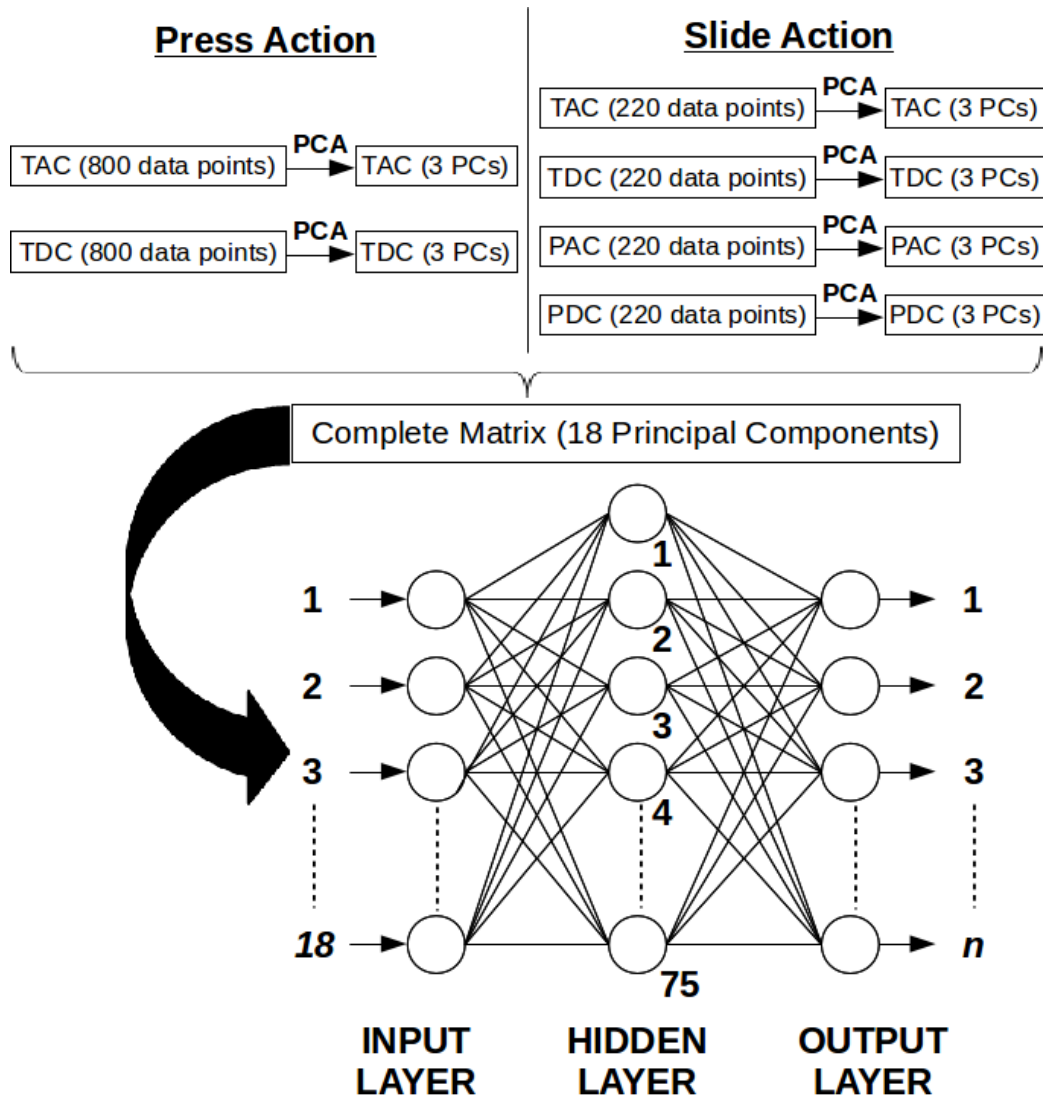 Press Action
Slide Action
TAC (800 data points)
PCA
TAC (3 PCs)
TDC (800 data points)
PCA
TDC (3 PCs)
TAC (220 data points)
PCA
TAC (3 PCs)
TDC (220 data points)
PCA
TDC (3 PCs)
PAC (220 data points)
PCA
PAC (3 PCs)
PDC (220 data points)
PCA
PDC (3 PCs)
Complete Matrix (18 Principal Components)
1
2
3
18
1
2
3
4
75
1
2
3
n
INPUT
LAYER
HIDDEN
LAYER
OUTPUT
LAYER